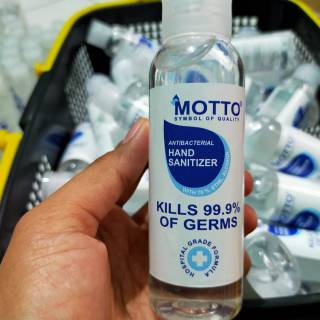 MOTTO®
SYMBOL OF QUALITY
ANTIBACTERIAL
HAND
SANITIZER
WITH 70% ETHYL ALCOHOL
KILLS 99.9%
OF GERMS
HOSPITAL GRADE FORMULA